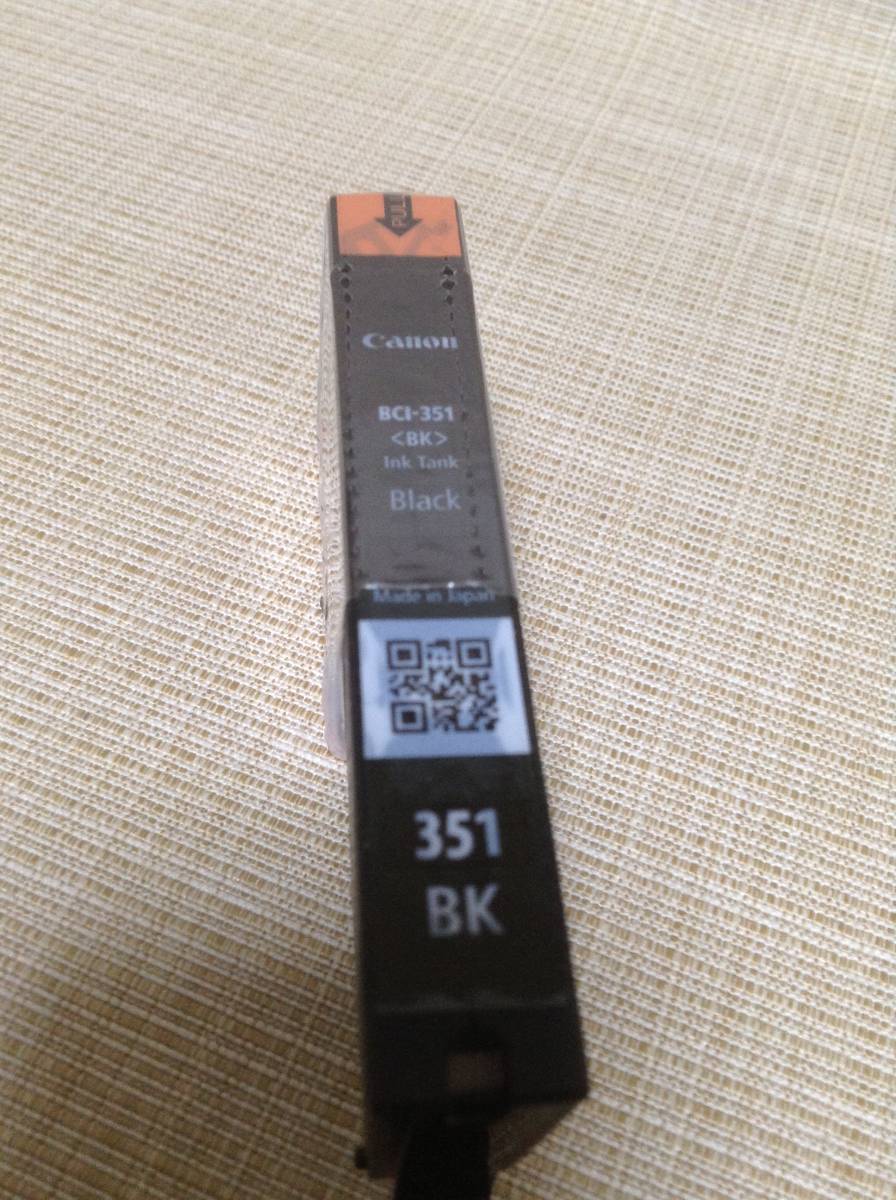 PULL
Canon
BCI-351
<BK>
Ink Tank
Black
Made in Japan
351
BK